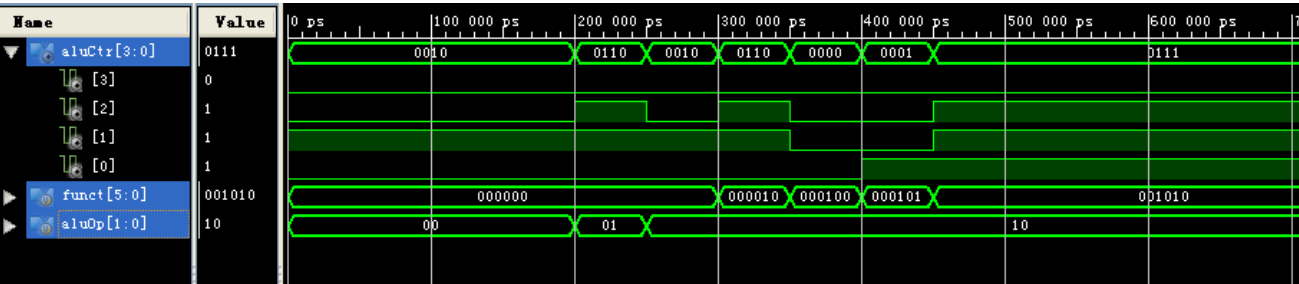 Name Value 0 ps 100 000 ps 200 000 ps 300 000 ps 400 000 ps 500 000 ps 600 000 ps
aluCtr[3:0] 0111 0010 0110 0010 0110 0000 0001 0111
[3] 0
[2] 1
[1] 1
[0] 1
funct[5:0] 001010 000000 000010 000100 000101 001010
aluOp[1:0] 10 00 01 10